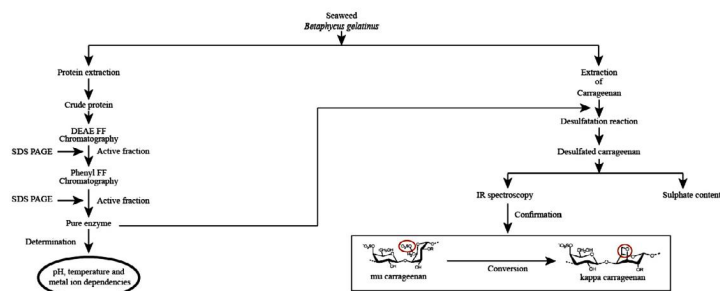 Seaweed
Betaphycus gelatinus
Protein extraction
Crude protein
DEAE FF
Chromatography
SDS PAGE
Active fraction
Phenyl FF
Chromatography
SDS PAGE
Active fraction
Pure enzyme
Determination
pH, temperature and
metal ion dependencies
Extraction
of
Carrageenan
Desulfatation reaction
Desulfated carrageenan
IR spectroscopy
Sulphate content
Confirmation
mu carrageenan
Conversion
kappa carrageenan